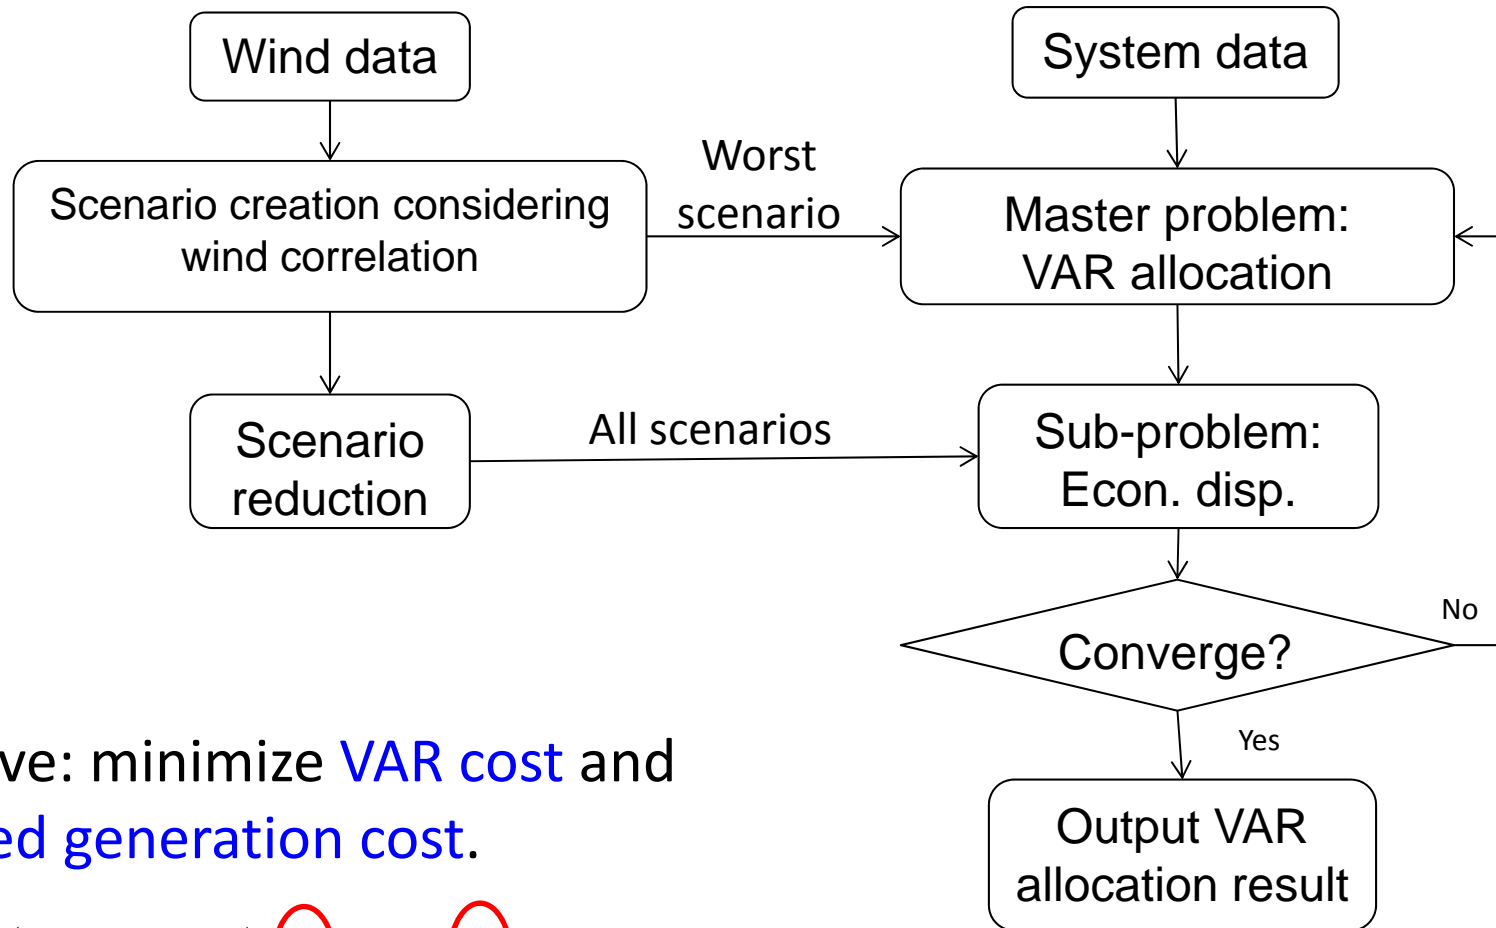 Wind data
System data
Scenario creation considering
wind correlation
Worst
scenario
Master problem:
VAR allocation
Scenario
reduction
All scenarios
Sub-problem:
Econ. disp.
Converge?
No
Yes
Output VAR
allocation result
ve: minimize VAR cost and
ed generation cost.